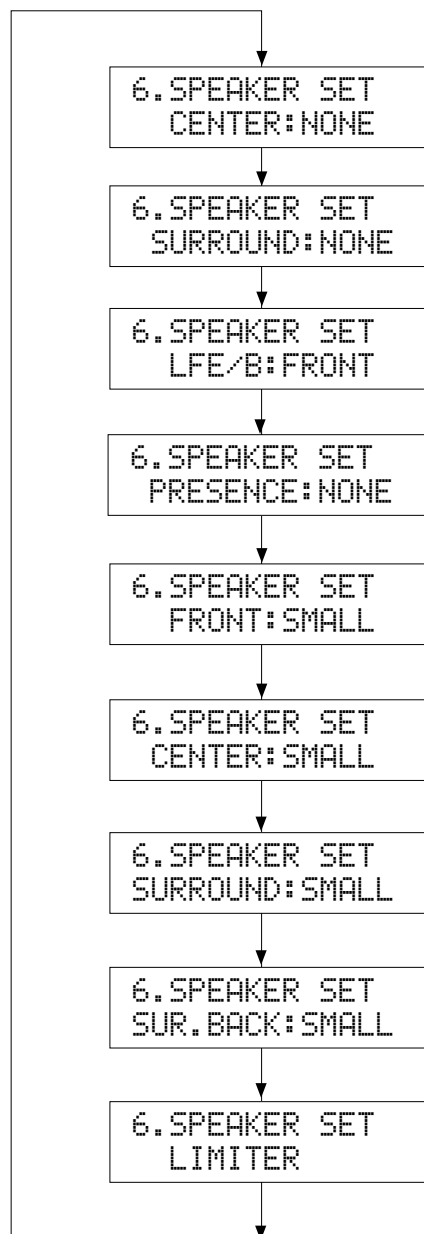 6.SPEAKER SET
CENTER:NONE
6.SPEAKER SET
SURROUND:NONE
6.SPEAKER SET
LFE/B:FRONT
6.SPEAKER SET
PRESENCE:NONE
6.SPEAKER SET
FRONT:SMALL
6.SPEAKER SET
CENTER:SMALL
6.SPEAKER SET
SURROUND:SMALL
6.SPEAKER SET
SUR.BACK:SMALL
6.SPEAKER SET
LIMITER